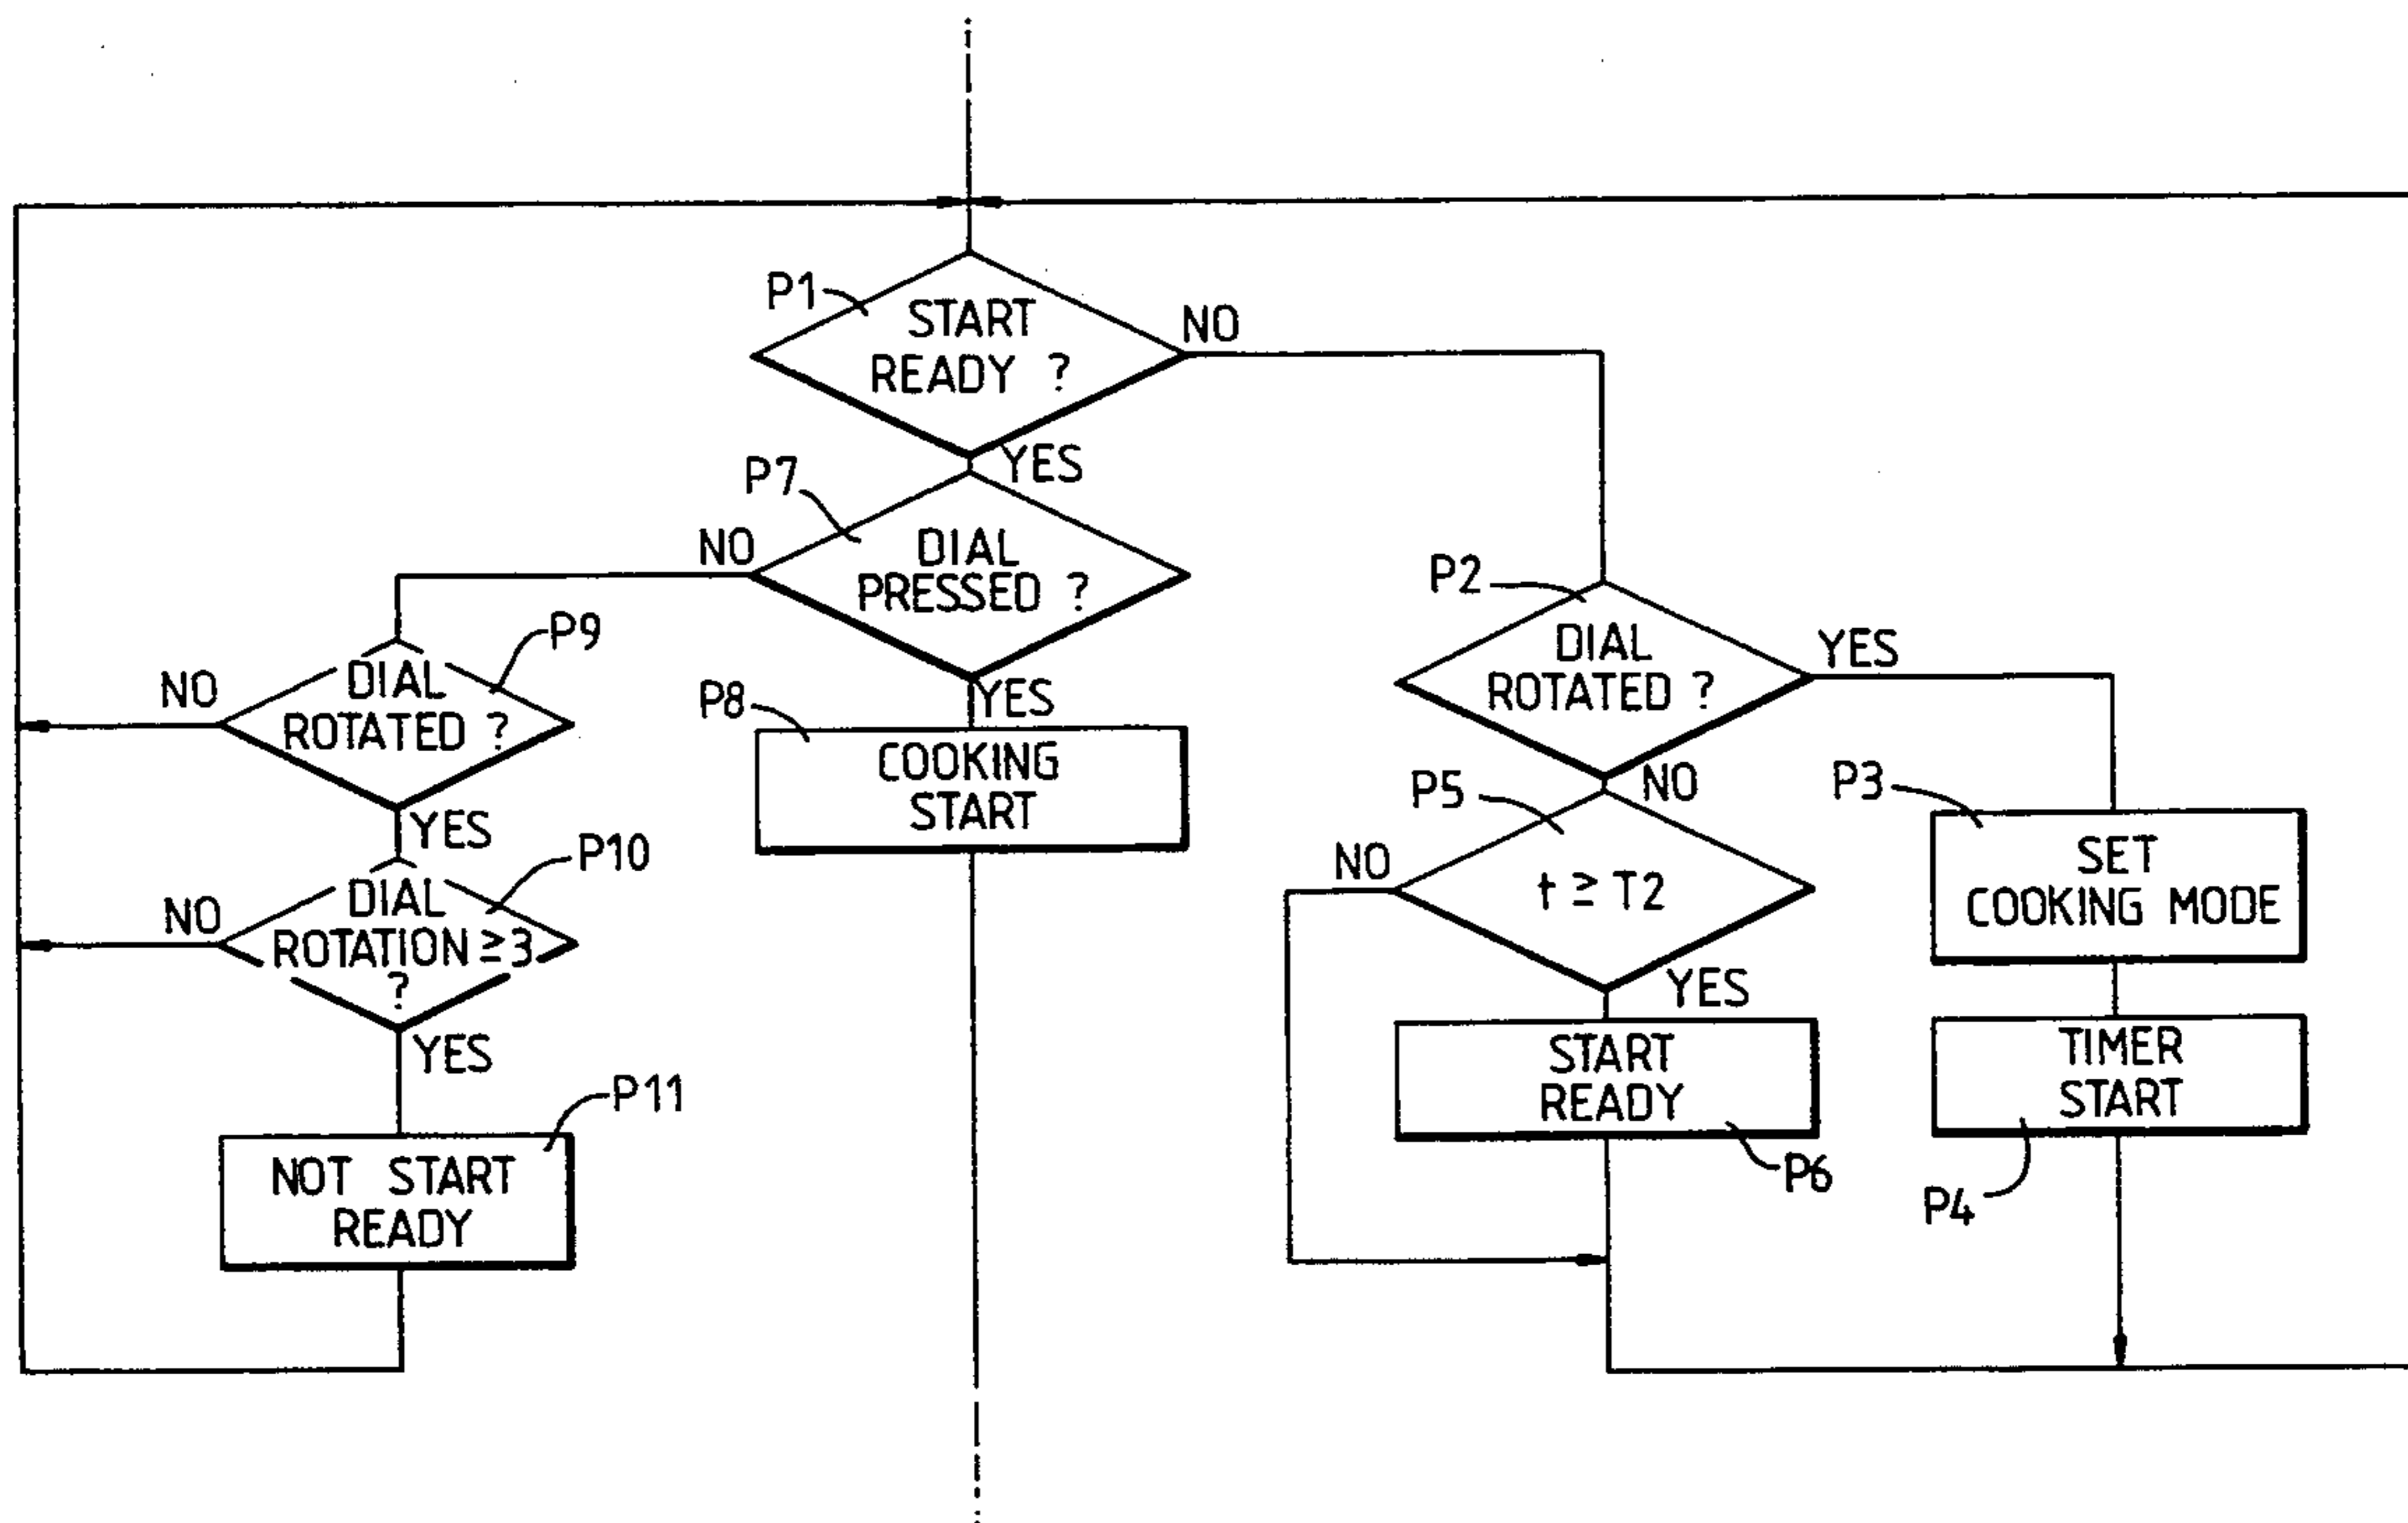 P1
START
READY ?
NO
YES
P7
DIAL
PRESSED ?
NO
YES
P8
COOKING
START
P9
DIAL
ROTATED ?
NO
YES
P10
DIAL
ROTATION ≥3
?
NO
YES
P11
NOT START
READY
P2
DIAL
ROTATED ?
YES
NO
P5
t ≥ T2
NO
YES
START
READY
P6
P3
SET
COOKING MODE
TIMER
START
P4